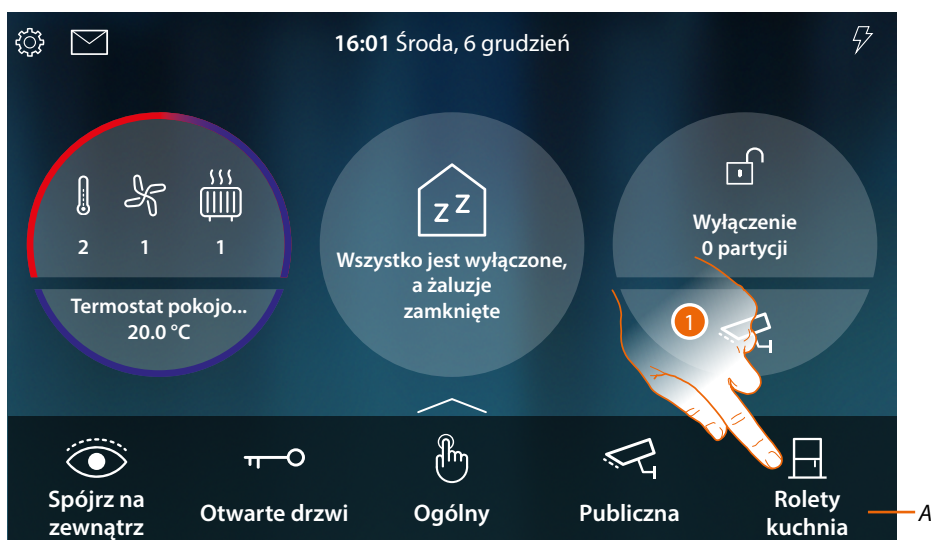 16:01 Środa, 6 grudzień
2 1 1
Termostat pokojo...
20.0 °C
z z
Wszystko jest wyłączone,
a żaluzje
zamknięte
Wyłączenie
0 partycji
1
Spójrz na
zewnątrz
Otwarte drzwi
Ogólny
Publiczna
Rolety
kuchnia
A